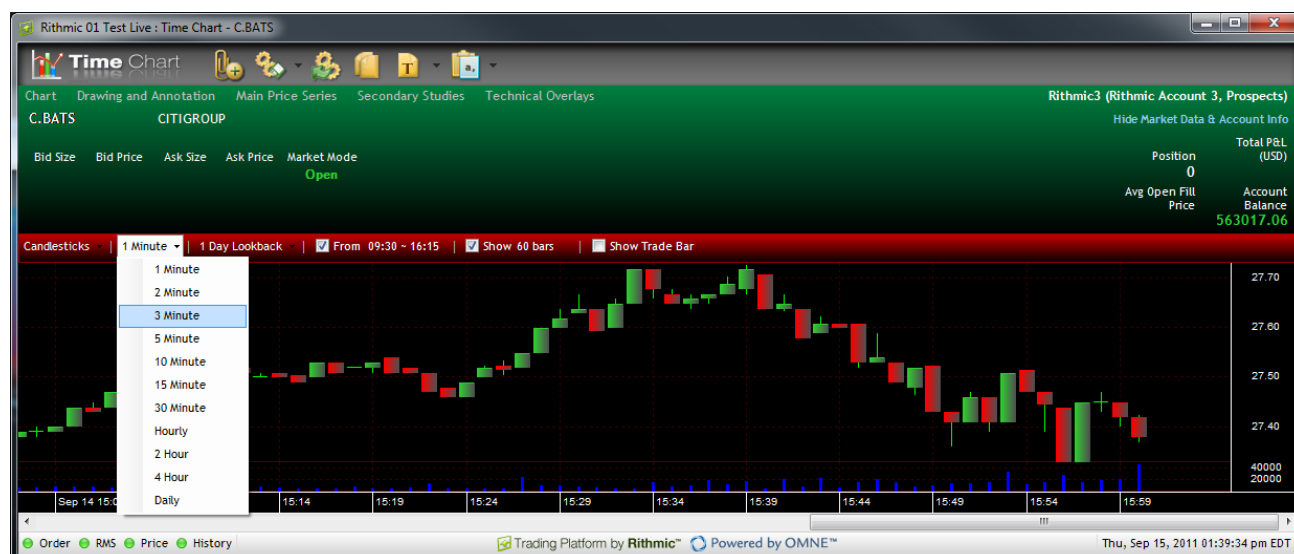 Rithmic 01 Test Live : Time Chart - C.BATS
Time Chart
Chart Drawing and Annotation Main Price Series Secondary Studies Technical Overlays Rithmic3 (Rithmic Account 3, Prospects)
C.BATS CITIGROUP Hide Market Data & Account Info
Total P&L
Bid Size Bid Price Ask Size Ask Price Market Mode Position (USD)
Open 0
Avg Open Fill Account
Price Balance
563017.06
Candlesticks 1 Minute 1 Day Lookback From 09:30 ~ 16:15 Show 60 bars Show Trade Bar
1 Minute
2 Minute
3 Minute
5 Minute
10 Minute
15 Minute
30 Minute
Hourly
2 Hour
4 Hour
Daily
27.70
27.60
27.50
27.40
40000
20000
Sep 14 15:0 15:14 15:19 15:24 15:29 15:34 15:39 15:44 15:49 15:54 15:59
Order RMS Price History Trading Platform by Rithmic™ Powered by OMNE™ Thu, Sep 15, 2011 01:39:34 pm EDT